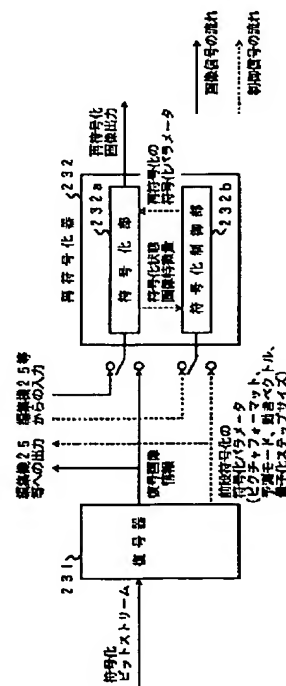 符号化
ビットストリーム
231
復号器
編集機25
等への出力
編集機25等
からの入力
復号画像
情報
前段符号化の
符号化パラメータ
(ピクチャフォーマット、
予測モード、動きベクトル、
量子化ステップサイズ)
再符号化器
232
232a
符号化部
符号化状態
画像特徴量
再符号化の
符号化パラメータ
符号化制御部
232b
再符号化
画像出力
画像信号の流れ
制御信号の流れ